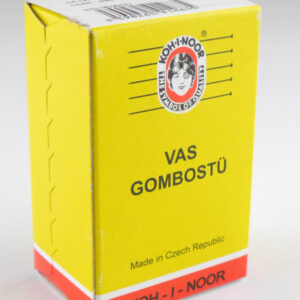 KOH-I-NOOR
®
THE SYMBOL OF QUALITY
VAS
GOMBOSTŰ
Made in Czech Republic
KOH-I-NOOR